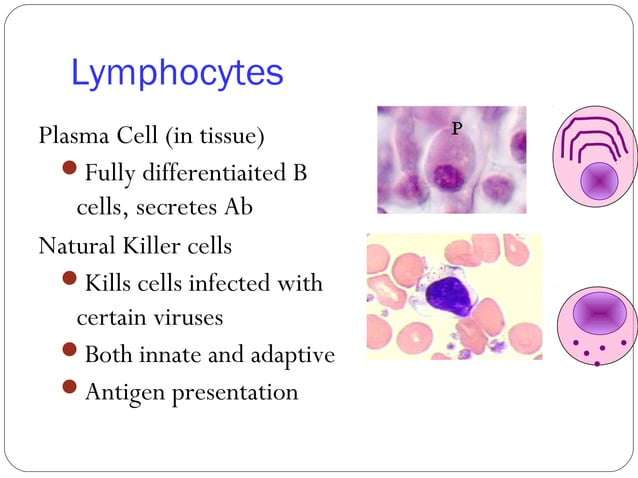 Lymphocytes
Plasma Cell (in tissue)
Fully differentiaited B
cells, secretes Ab
Natural Killer cells
Kills cells infected with
certain viruses
Both innate and adaptive
Antigen presentation
P